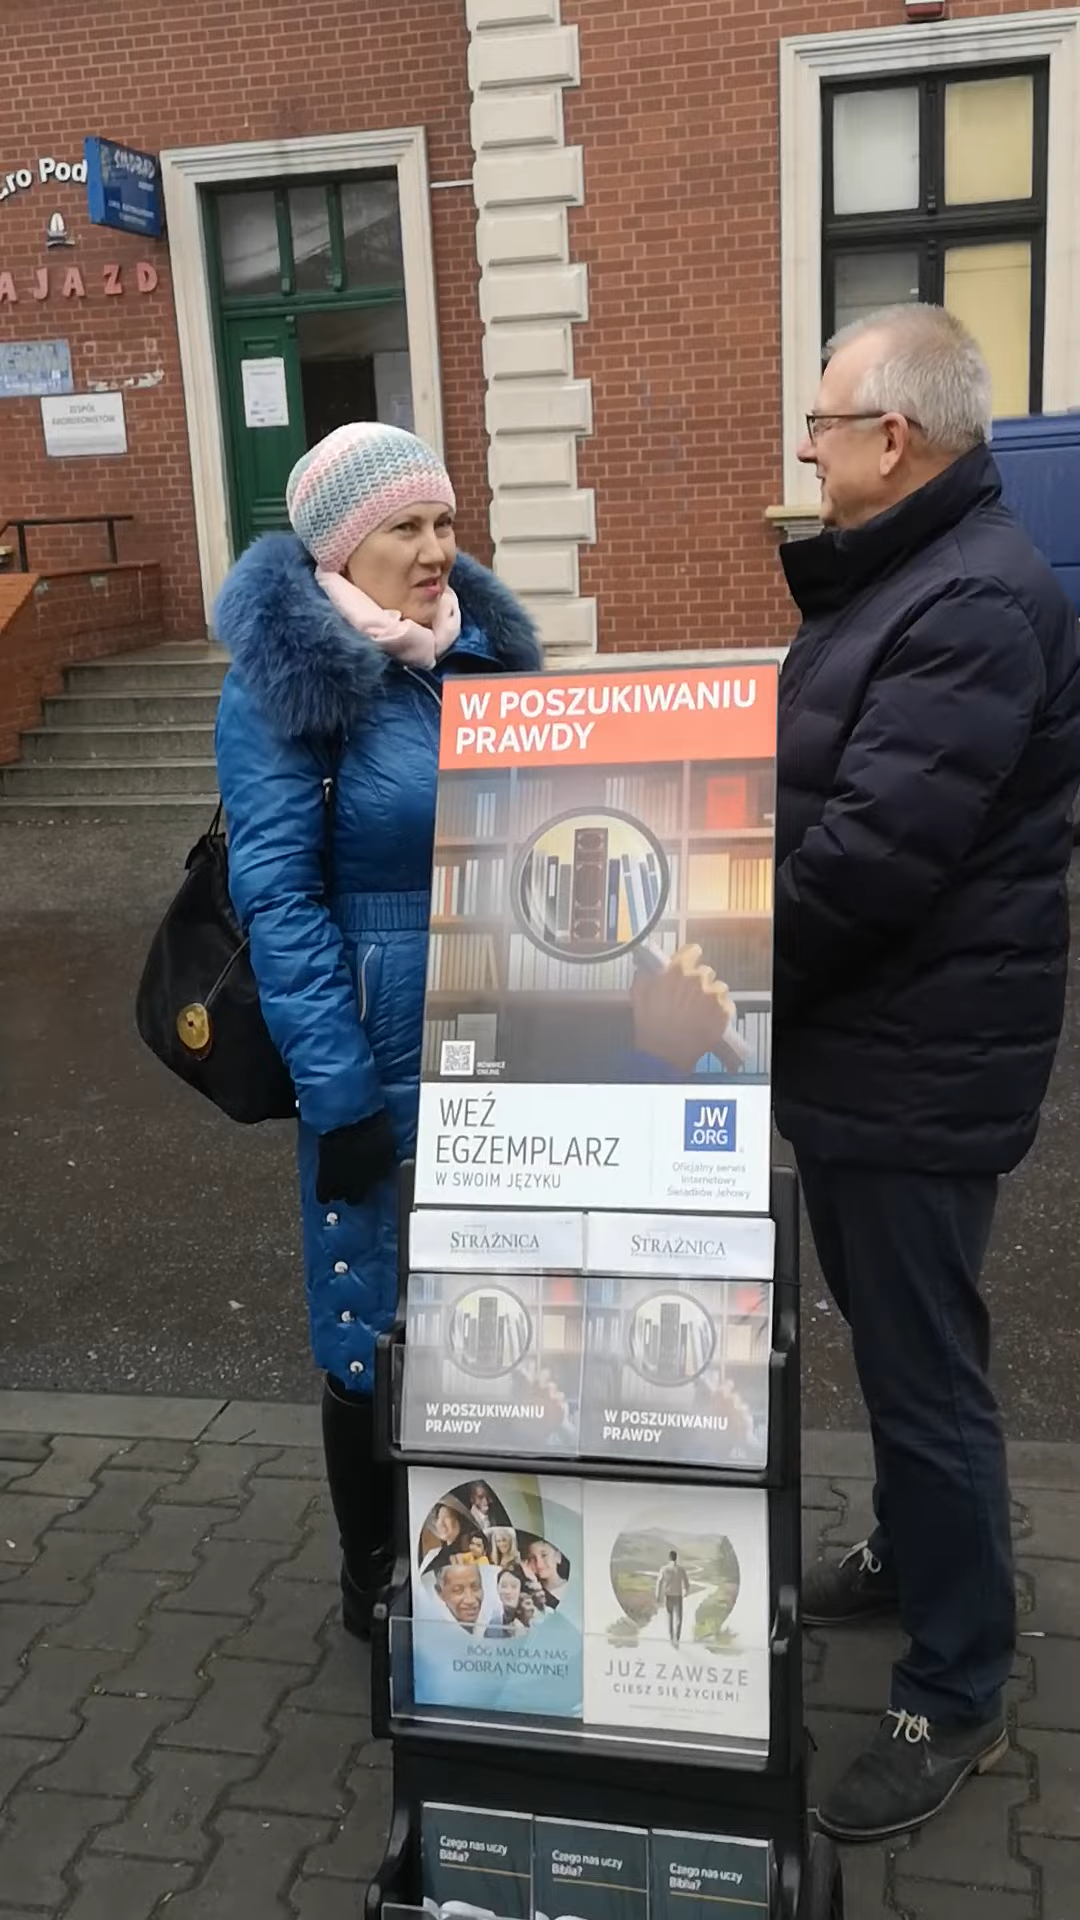 Pod
AJAZD
ZESPÓŁ
W POSZUKIWANIU
PRAWDY
WEŹ
EGZEMPLARZ
W SWOIM JĘZYKU
JW
.ORG
Oficjalny serwis
internetowy
Świadków Jehowy
STRAŻNICA
STRAŻNICA
W POSZUKIWANIU
PRAWDY
W POSZUKIWANIU
PRAWDY
BÓG MA DLA NAS
DOBRĄ NOWINĘ!
JUŻ ZAWSZE
CIESZ SIĘ ŻYCIEM!
Czego nas uczy
Biblia?
Czego nas uczy
Biblia?
Czego nas uczy
Biblia?